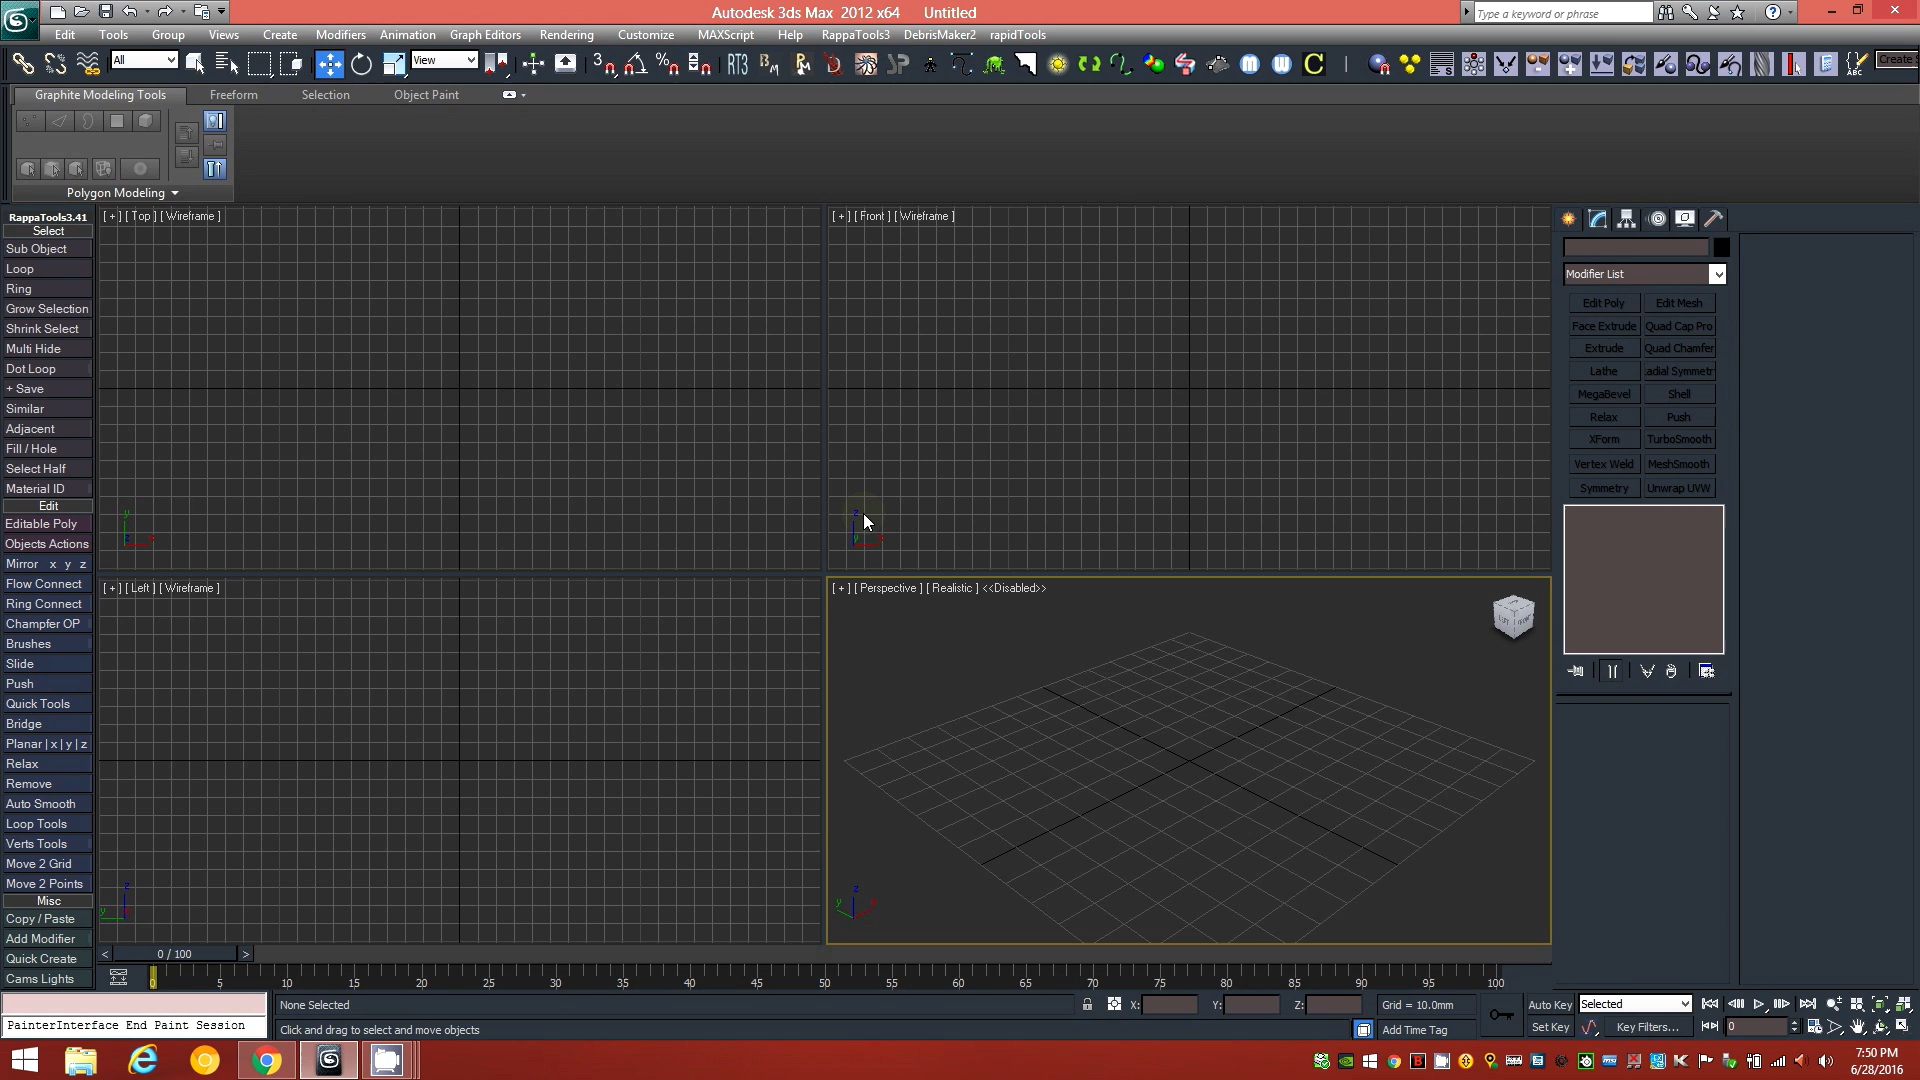 Autodesk 3ds Max 2012 x64 Untitled
Type a keyword or phrase
Edit Tools Group Views Create Modifiers Animation Graph Editors Rendering Customize MAXScript Help RappaTools3 DebrisMaker2 rapidTools
All
View
RT3
Create S
Graphite Modeling Tools Freeform Selection Object Paint
Polygon Modeling
RappaTools3.41
Select
Sub Object
Loop
Ring
Grow Selection
Shrink Select
Multi Hide
Dot Loop
+ Save
Similar
Adjacent
Fill / Hole
Select Half
Material ID
Edit
Editable Poly
Objects Actions
Mirror x y z
Flow Connect
Ring Connect
Champfer OP
Brushes
Slide
Push
Quick Tools
Bridge
Planar | x | y | z
Relax
Remove
Auto Smooth
Loop Tools
Verts Tools
Move 2 Grid
Move 2 Points
Misc
Copy / Paste
Add Modifier
Quick Create
Cams Lights
[ + ] [ Top ] [ Wireframe ]
[ + ] [ Front ] [ Wireframe ]
[ + ] [ Left ] [ Wireframe ]
[ + ] [ Perspective ] [ Realistic ] <<Disabled>>
Modifier List
Edit Poly Edit Mesh
Face Extrude Quad Cap Pro
Extrude Quad Chamfer
Lathe adial Symmetr
MegaBevel Shell
Relax Push
XForm TurboSmooth
Vertex Weld MeshSmooth
Symmetry Unwrap UVW
< 0 / 100 >
0 5 10 15 20 25 30 35 40 45 50 55 60 65 70 75 80 85 90 95 100
None Selected
X: Y: Z: Grid = 10.0mm
Auto Key Selected
PainterInterface End Paint Session
Click and drag to select and move objects
Add Time Tag
Set Key Key Filters... 0
7:50 PM
6/28/2016